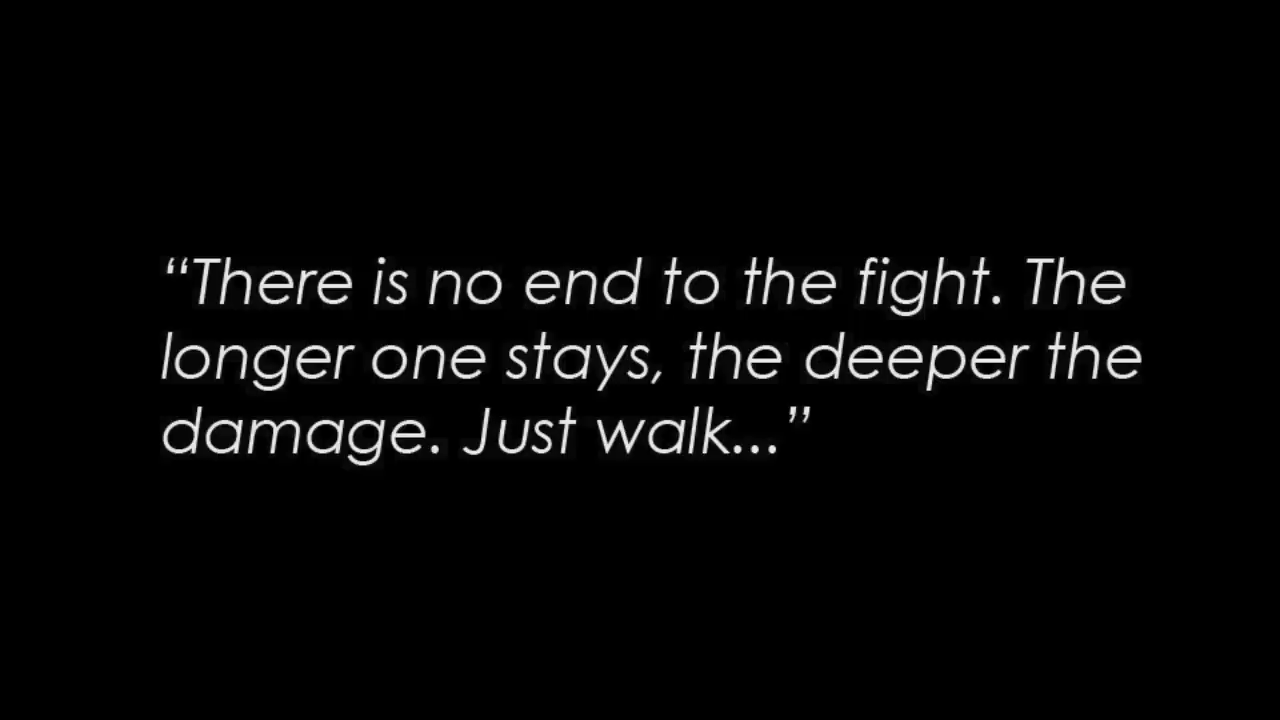 “There is no end to the fight. The
longer one stays, the deeper the
damage. Just walk...”